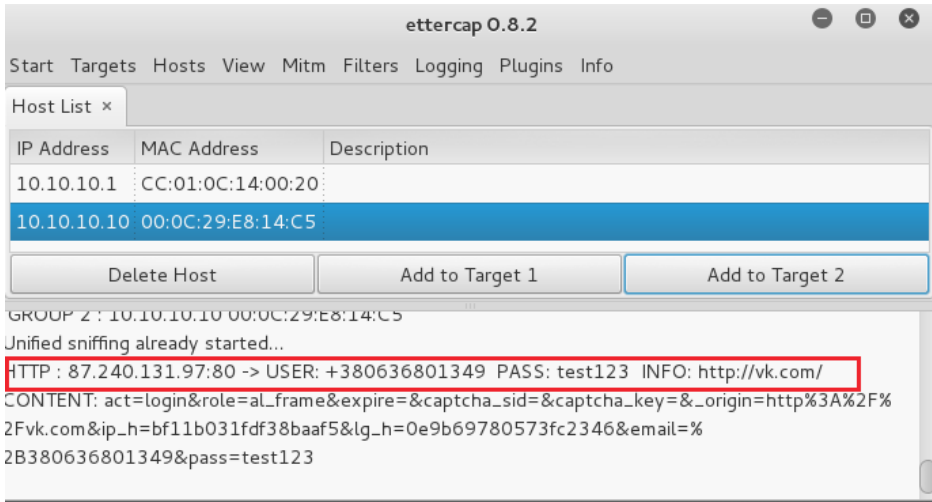 ettercap 0.8.2
Start Targets Hosts View Mitm Filters Logging Plugins Info
Host List ×
IP Address MAC Address Description
10.10.10.1 CC:01:0C:14:00:20
10.10.10.10 00:0C:29:E8:14:C5
Delete Host Add to Target 1 Add to Target 2
GROUP 2 : 10.10.10.10 00:0C:29:E8:14:C5
Unified sniffing already started...
HTTP : 87.240.131.97:80 -> USER: +380636801349 PASS: test123 INFO: http://vk.com/
CONTENT: act=login&role=al_frame&expire=&captcha_sid=&captcha_key=&_origin=http%3A%2F%
2Fvk.com&ip_h=bf11b031fdf38baaf5&lg_h=0e9b69780573fc2346&email=%
2B380636801349&pass=test123